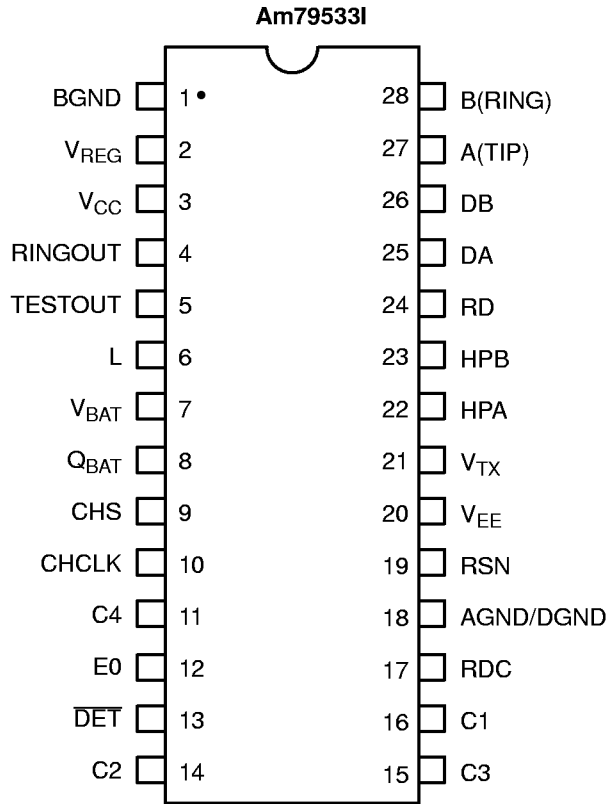 Am79533I
BGND 1 28 B(RING)
VREG 2 27 A(TIP)
VCC 3 26 DB
RINGOUT 4 25 DA
TESTOUT 5 24 RD
L 6 23 HPB
VBAT 7 22 HPA
QBAT 8 21 VTX
CHS 9 20 VEE
CHCLK 10 19 RSN
C4 11 18 AGND/DGND
E0 12 17 RDC
DET 13 16 C1
C2 14 15 C3